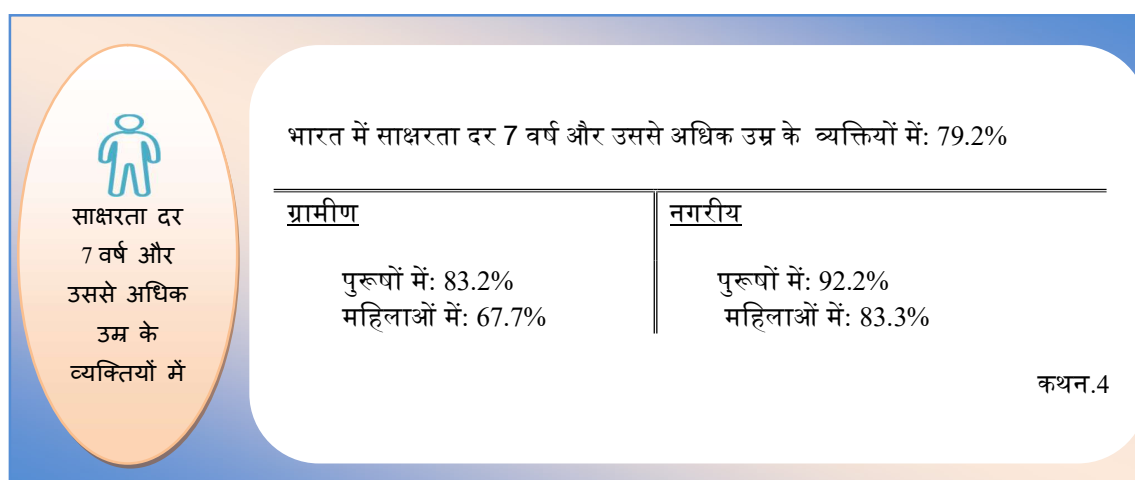 साक्षरता दर
7 वर्ष और
उससे अधिक
उम्र के
व्यक्तियों में
भारत में साक्षरता दर 7 वर्ष और उससे अधिक उम्र के व्यक्तियों में: 79.2%
ग्रामीण
पुरूषों में: 83.2%
महिलाओं में: 67.7%
नगरीय
पुरूषों में: 92.2%
महिलाओं में: 83.3%
कथन.4